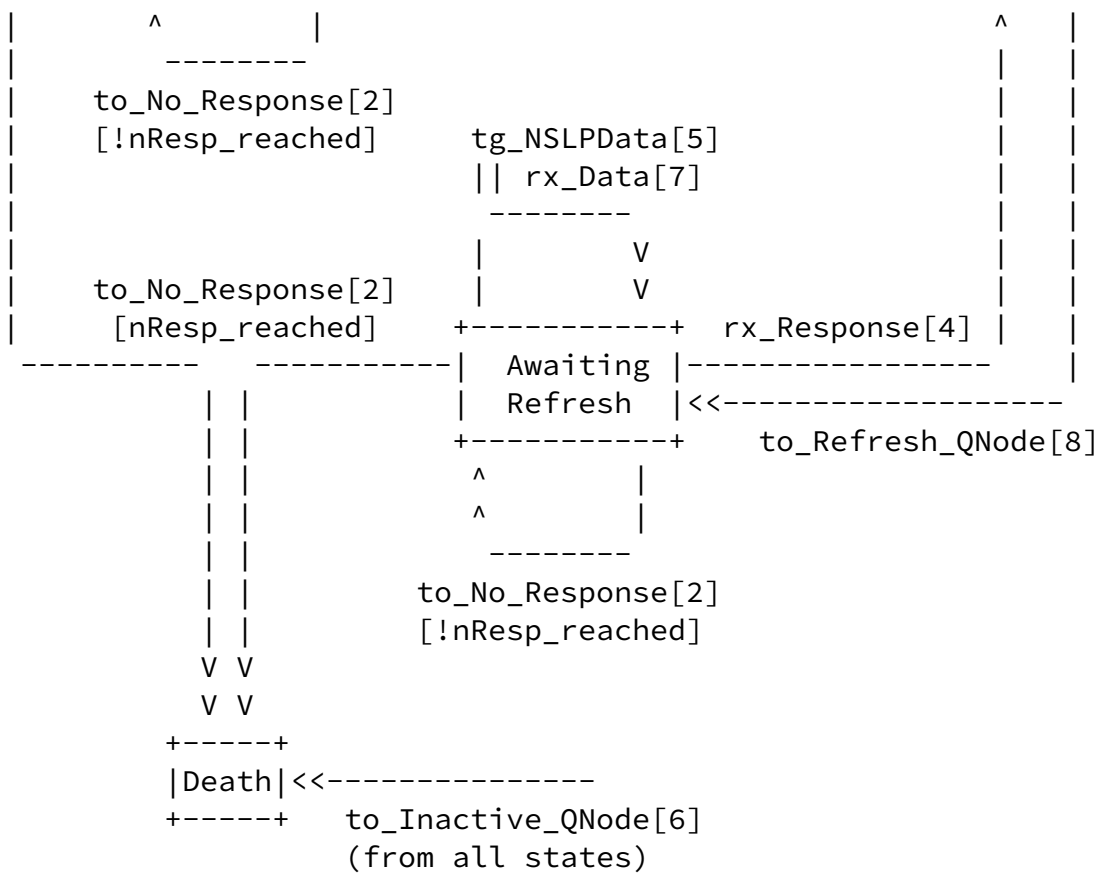 to_No_Response[2]
[!nResp_reached] tg_NSLPData[5]
|| rx_Data[7]
to_No_Response[2]
[nResp_reached] rx_Response[4]
Awaiting
Refresh
to_Refresh_QNode[8]
to_No_Response[2]
[!nResp_reached]
Death
to_Inactive_QNode[6]
(from all states)